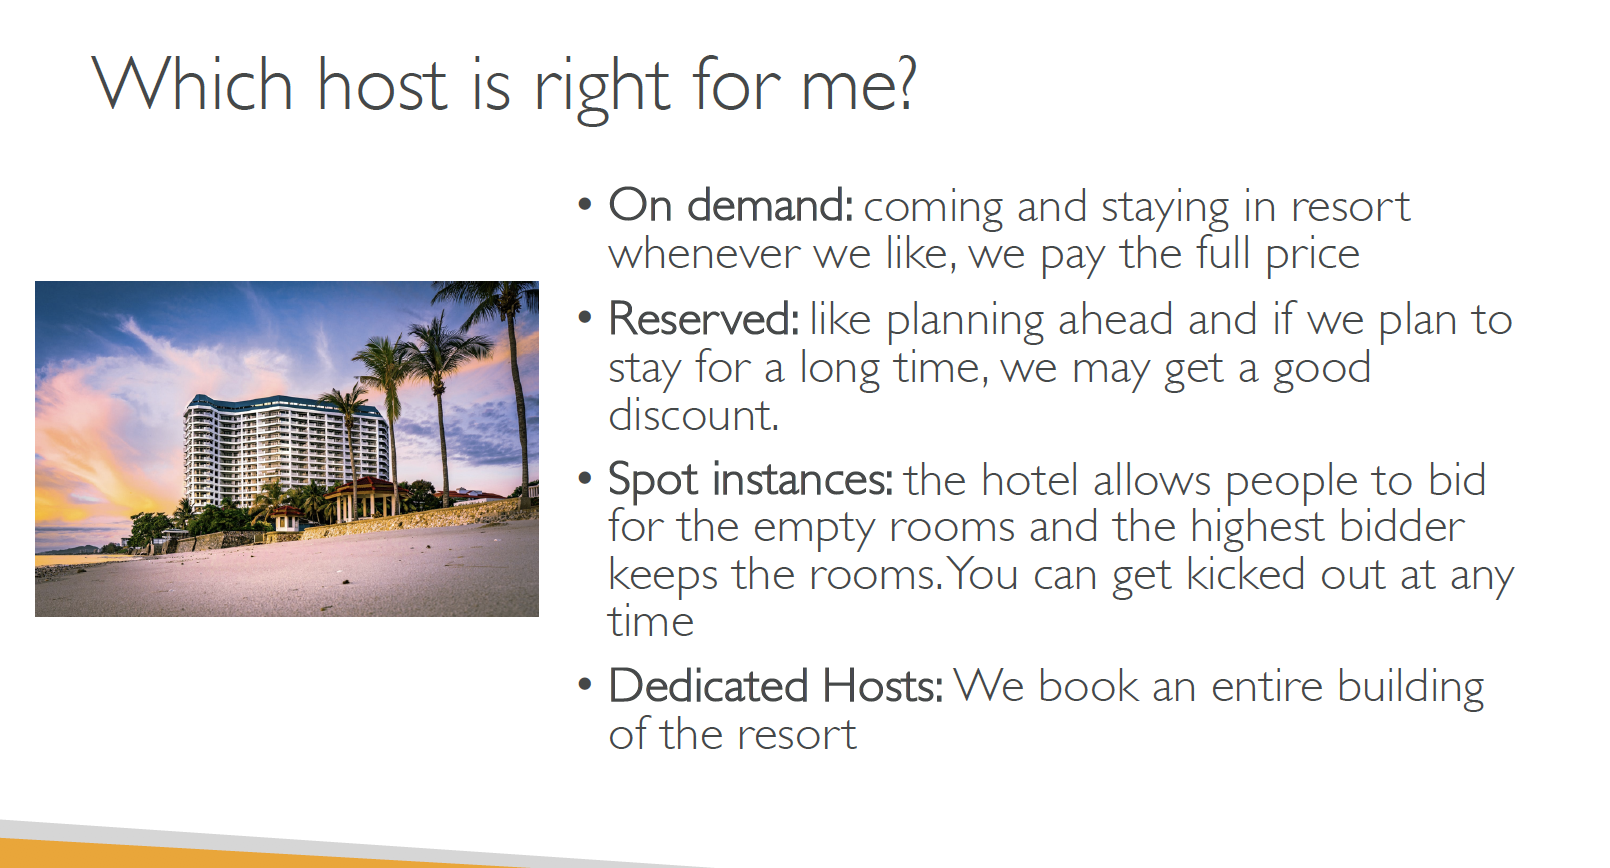 Which host is right for me?
• On demand: coming and staying in resort
whenever we like, we pay the full price
• Reserved: like planning ahead and if we plan to
stay for a long time, we may get a good
discount.
• Spot instances: the hotel allows people to bid
for the empty rooms and the highest bidder
keeps the rooms. You can get kicked out at any
time
• Dedicated Hosts: We book an entire building
of the resort